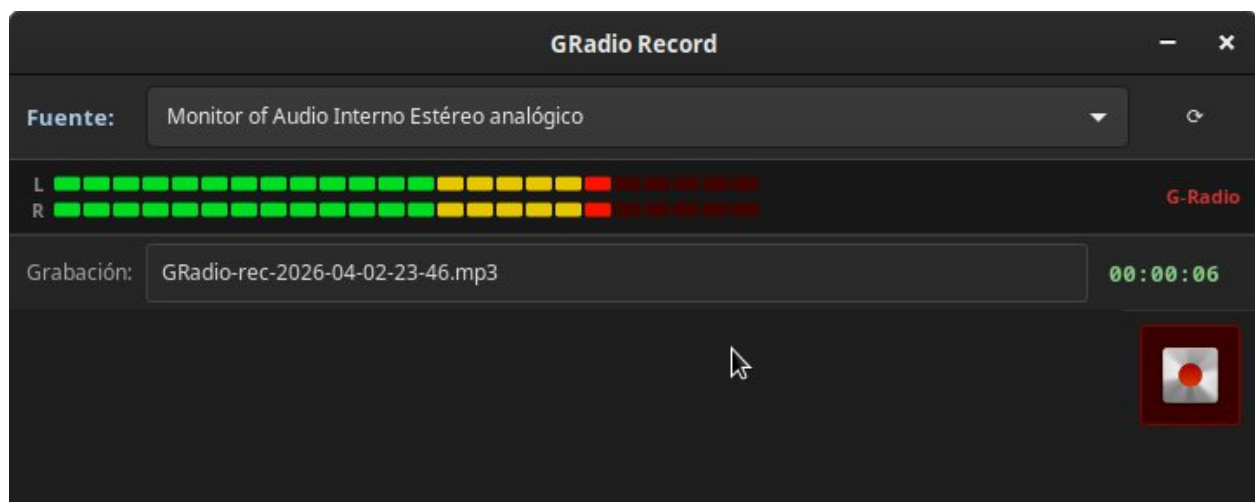 GRadio Record
Fuente: Monitor of Audio Interno Estéreo analógico
L
R
G-Radio
Grabación: GRadio-rec-2026-04-02-23-46.mp3 00:00:06